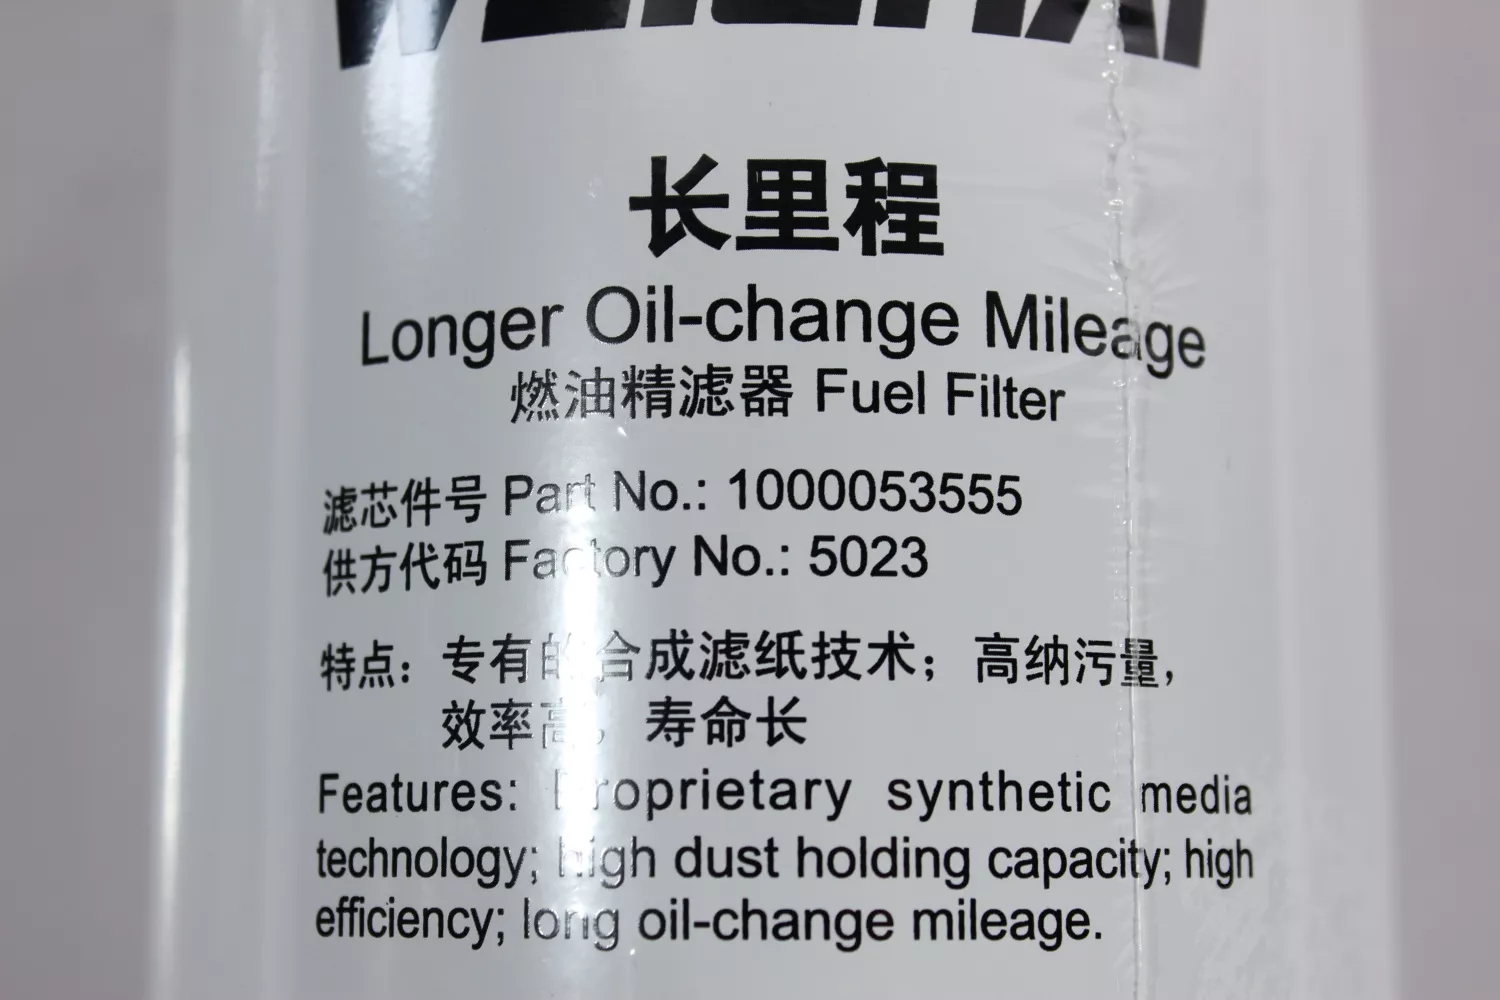 WEICHAI
长里程
Longer Oil-change Mileage
燃油精滤器 Fuel Filter
滤芯件号 Part No.: 1000053555
供方代码 Factory No.: 5023
特点：专有的合成滤纸技术；高纳污量，
效率高，寿命长
Features: Proprietary synthetic media
technology; high dust holding capacity; high
efficiency; long oil-change mileage.